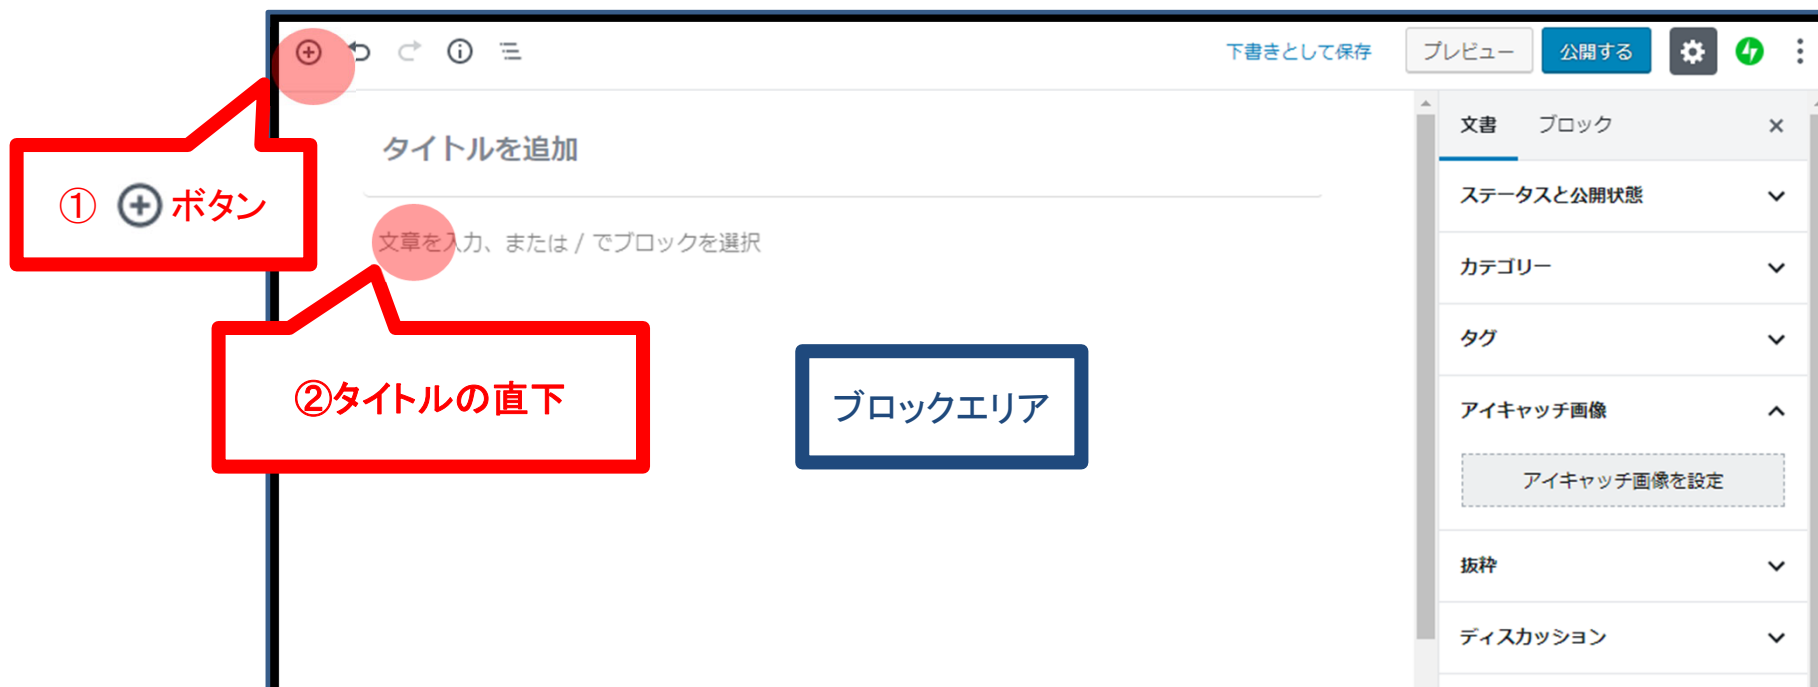 下書きとして保存 プレビュー 公開する
文書 ブロック ×
タイトルを追加
ステータスと公開状態
① ボタン
文章を入力、または / でブロックを選択
カテゴリー
タグ
②タイトルの直下
ブロックエリア
アイキャッチ画像
アイキャッチ画像を設定
抜粋
ディスカッション